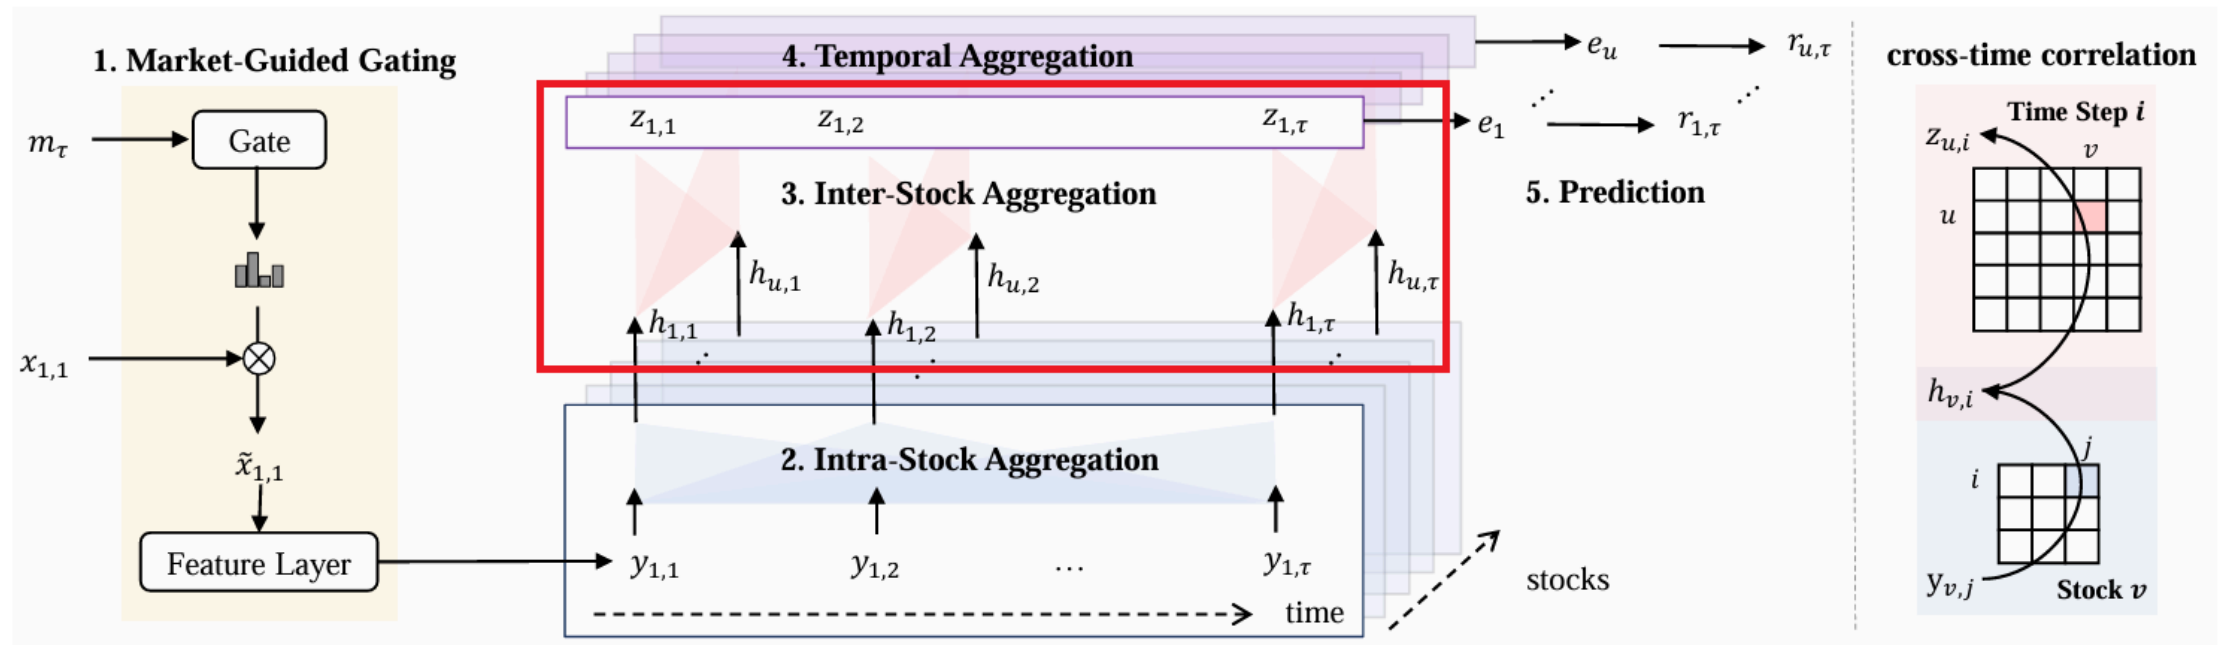 1. Market-Guided Gating
m_τ
Gate
x_{1,1}
x̃_{1,1}
Feature Layer
4. Temporal Aggregation
z_{1,1} z_{1,2} z_{1,τ}
3. Inter-Stock Aggregation
h_{u,1} h_{u,2} h_{u,τ}
h_{1,1} h_{1,2} h_{1,τ}
⋰ ⋰ ⋰
2. Intra-Stock Aggregation
y_{1,1} y_{1,2} … y_{1,τ}
time
stocks
e_u r_{u,τ}
⋰ ⋰
e_1 r_{1,τ}
5. Prediction
cross-time correlation
Time Step i
z_{u,i}
v
u
h_{v,i}
j
i
y_{v,j}
Stock v